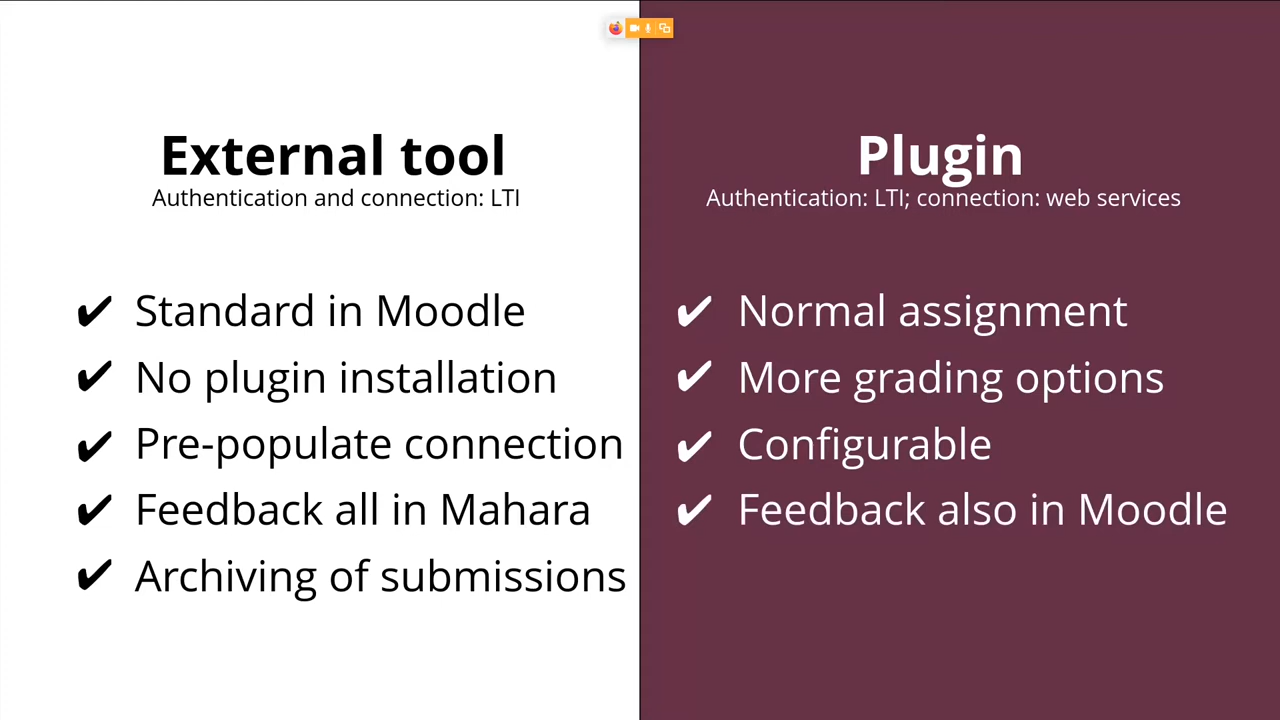 External tool
Authentication and connection: LTI
✔ Standard in Moodle
✔ No plugin installation
✔ Pre-populate connection
✔ Feedback all in Mahara
✔ Archiving of submissions
Plugin
Authentication: LTI; connection: web services
✔ Normal assignment
✔ More grading options
✔ Configurable
✔ Feedback also in Moodle